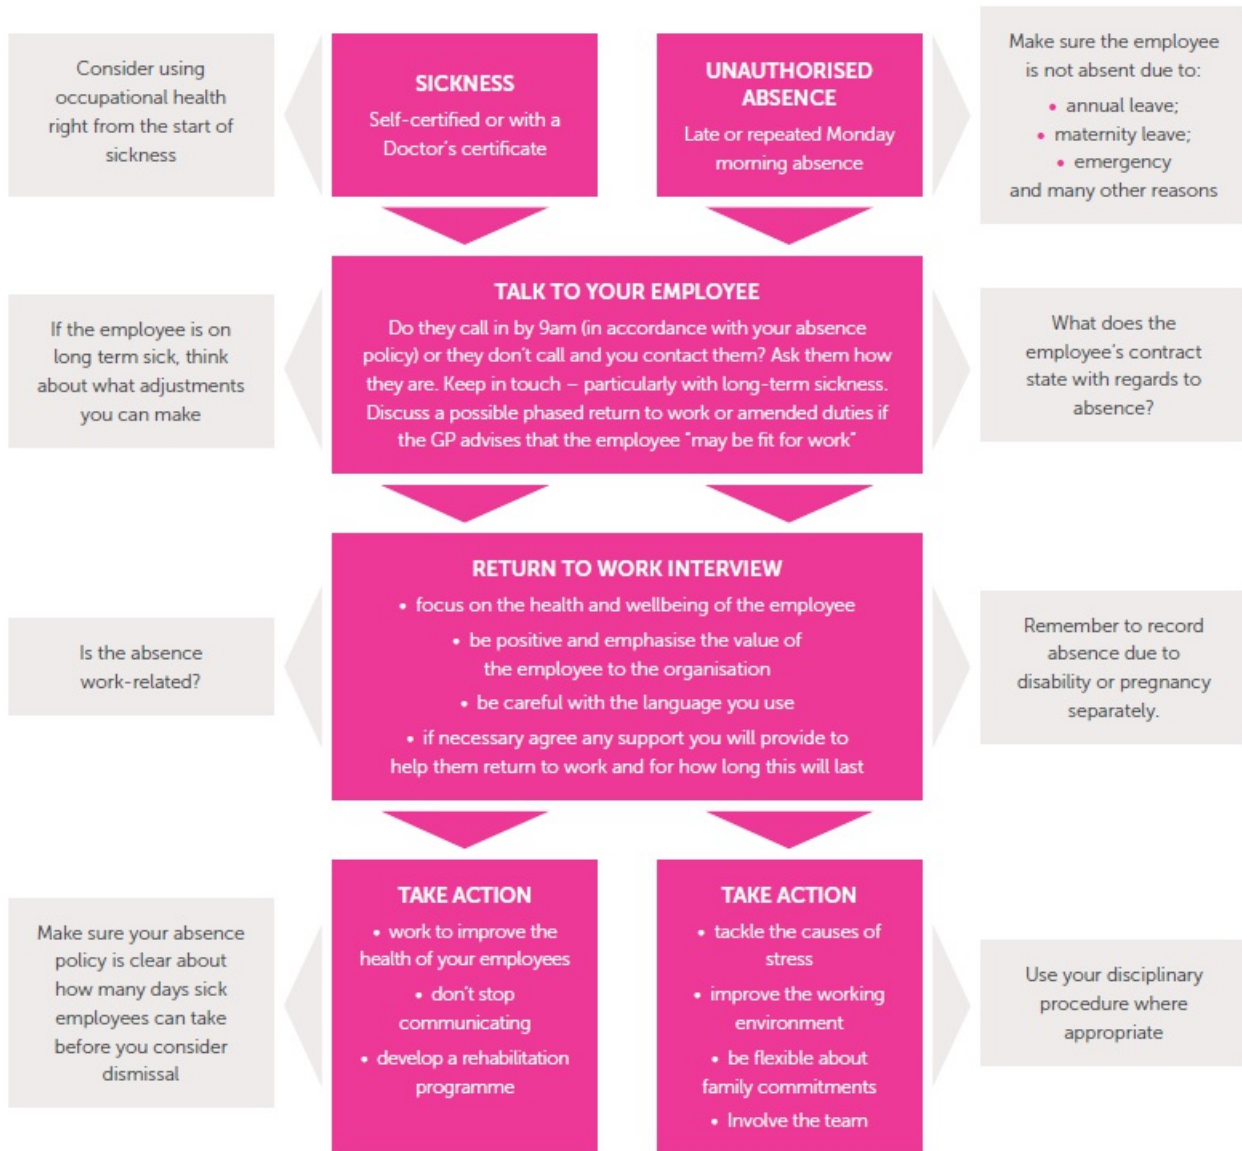 Consider using
occupational health
right from the start of
sickness
SICKNESS
Self-certified or with a
Doctor's certificate
UNAUTHORISED
ABSENCE
Late or repeated Monday
morning absence
Make sure the employee
is not absent due to:
• annual leave;
• maternity leave;
• emergency
and many other reasons
If the employee is on
long term sick, think
about what adjustments
you can make
TALK TO YOUR EMPLOYEE
Do they call in by 9am (in accordance with your absence
policy) or they don't call and you contact them? Ask them how
they are. Keep in touch – particularly with long-term sickness.
Discuss a possible phased return to work or amended duties if
the GP advises that the employee "may be fit for work"
What does the
employee's contract
state with regards to
absence?
Is the absence
work-related?
RETURN TO WORK INTERVIEW
• focus on the health and wellbeing of the employee
• be positive and emphasise the value of
the employee to the organisation
• be careful with the language you use
• if necessary agree any support you will provide to
help them return to work and for how long this will last
Remember to record
absence due to
disability or pregnancy
separately.
Make sure your absence
policy is clear about
how many days sick
employees can take
before you consider
dismissal
TAKE ACTION
• work to improve the
health of your employees
• don't stop
communicating
• develop a rehabilitation
programme
TAKE ACTION
• tackle the causes of
stress
• improve the working
environment
• be flexible about
family commitments
• Involve the team
Use your disciplinary
procedure where
appropriate